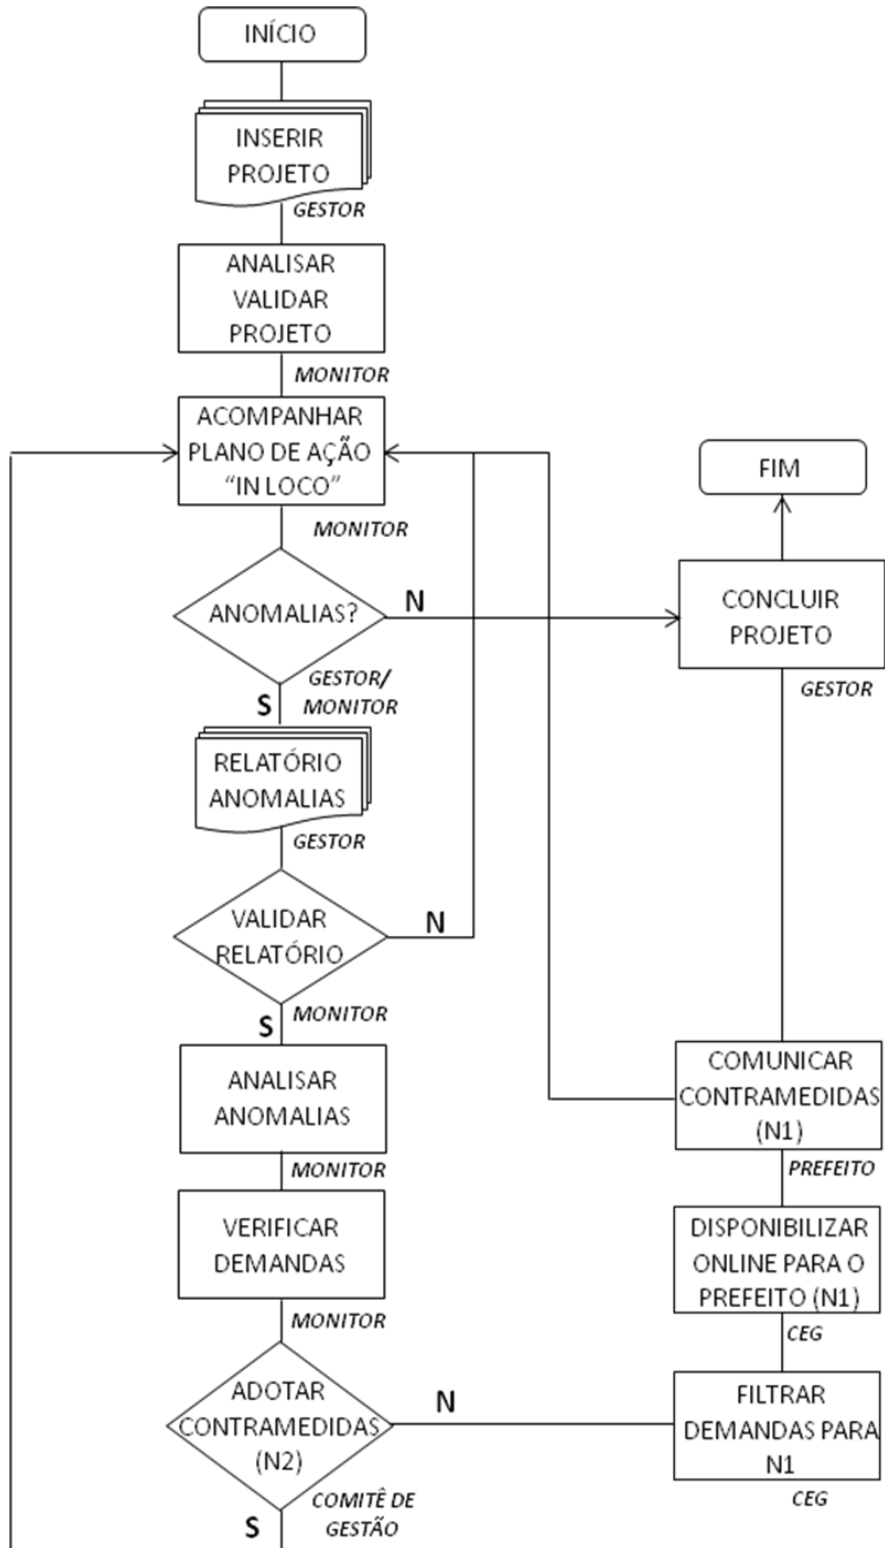 INÍCIO
INSERIR
PROJETO
GESTOR
ANALISAR
VALIDAR
PROJETO
MONITOR
ACOMPANHAR
PLANO DE AÇÃO
“IN LOCO”
MONITOR
ANOMALIAS?
N
GESTOR/
MONITOR
S
RELATÓRIO
ANOMALIAS
GESTOR
VALIDAR
RELATÓRIO
N
MONITOR
S
ANALISAR
ANOMALIAS
MONITOR
VERIFICAR
DEMANDAS
MONITOR
ADOTAR
CONTRAMEDIDAS
(N2)
N
COMITÊ DE
GESTÃO
S
FIM
CONCLUIR
PROJETO
GESTOR
COMUNICAR
CONTRAMEDIDAS
(N1)
PREFEITO
DISPONIBILIZAR
ONLINE PARA O
PREFEITO (N1)
CEG
FILTRAR
DEMANDAS PARA
N1
CEG